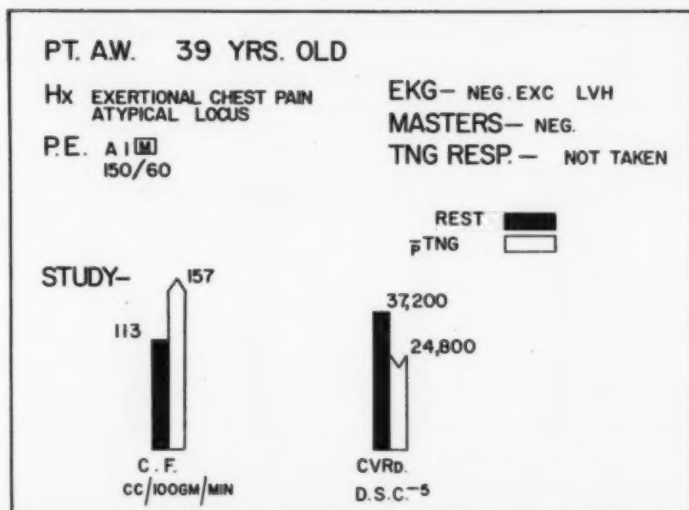 PT. A.W. 39 YRS. OLD
Hx EXERTIONAL CHEST PAIN
ATYPICAL LOCUS
P.E. A I M
150/60
EKG- NEG. EXC LVH
MASTERS- NEG.
TNG RESP.- NOT TAKEN
REST
p̄ TNG
STUDY-
113
157
C. F.
CC/100GM/MIN
37,200
24,800
CVRD.
D.S.C.⁻⁵